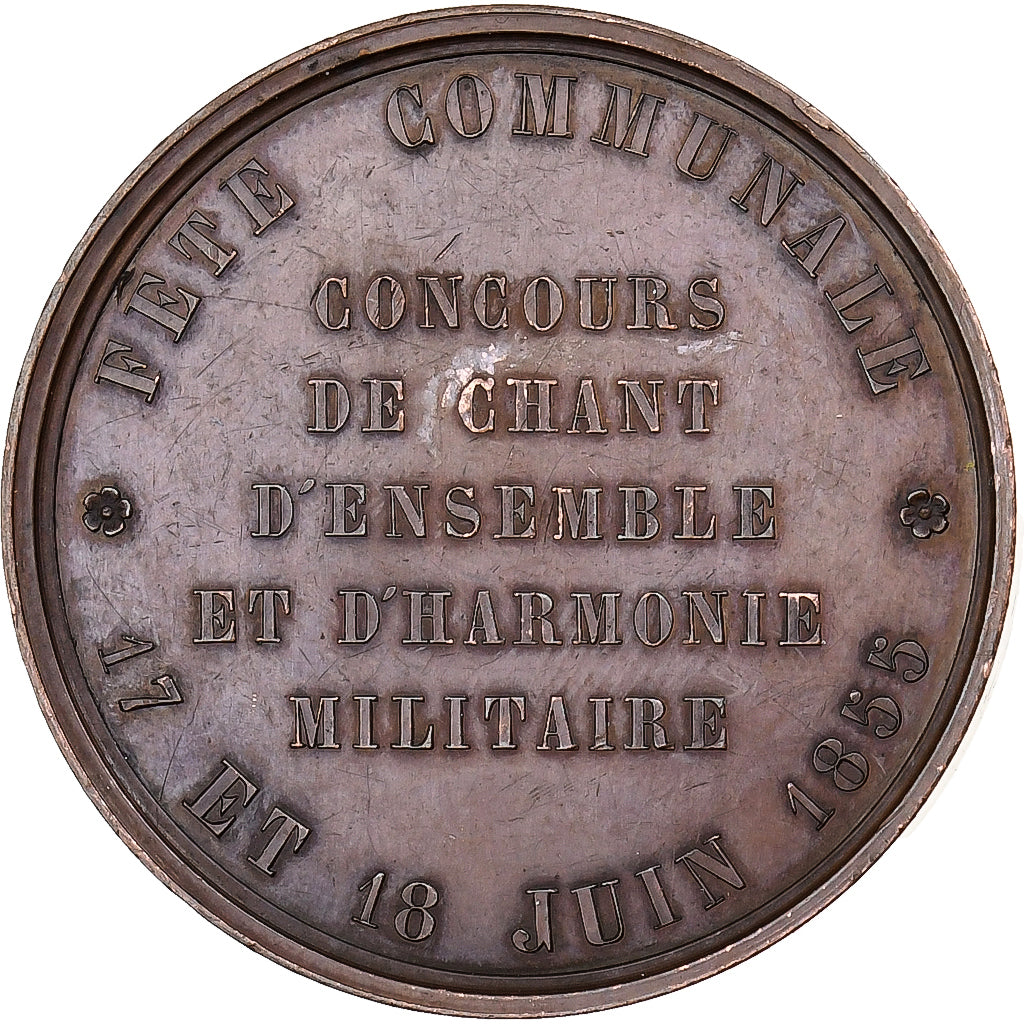 FÊTE COMMUNALE
CONCOURS
DE CHANT
D'ENSEMBLE
ET D'HARMONIE
MILITAIRE
17 ET 18 JUIN 1855